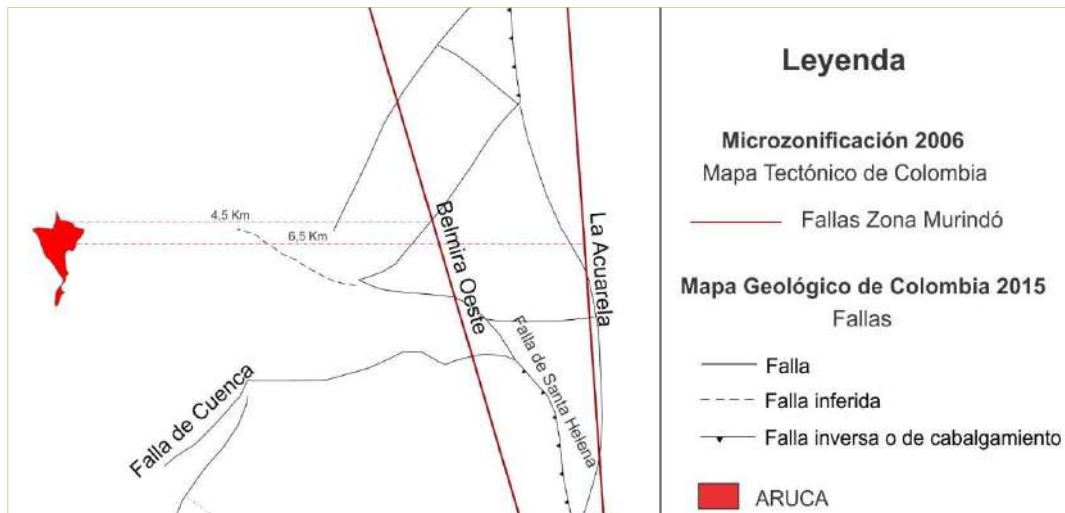 4,5 Km
6,5 Km
Belmira Oeste
La Acuarela
Falla de Santa Helena
Falla de Cuenca
Leyenda
Microzonificación 2006
Mapa Tectónico de Colombia
Fallas Zona Murindó
Mapa Geológico de Colombia 2015
Fallas
Falla
Falla inferida
Falla inversa o de cabalgamiento
ARUCA